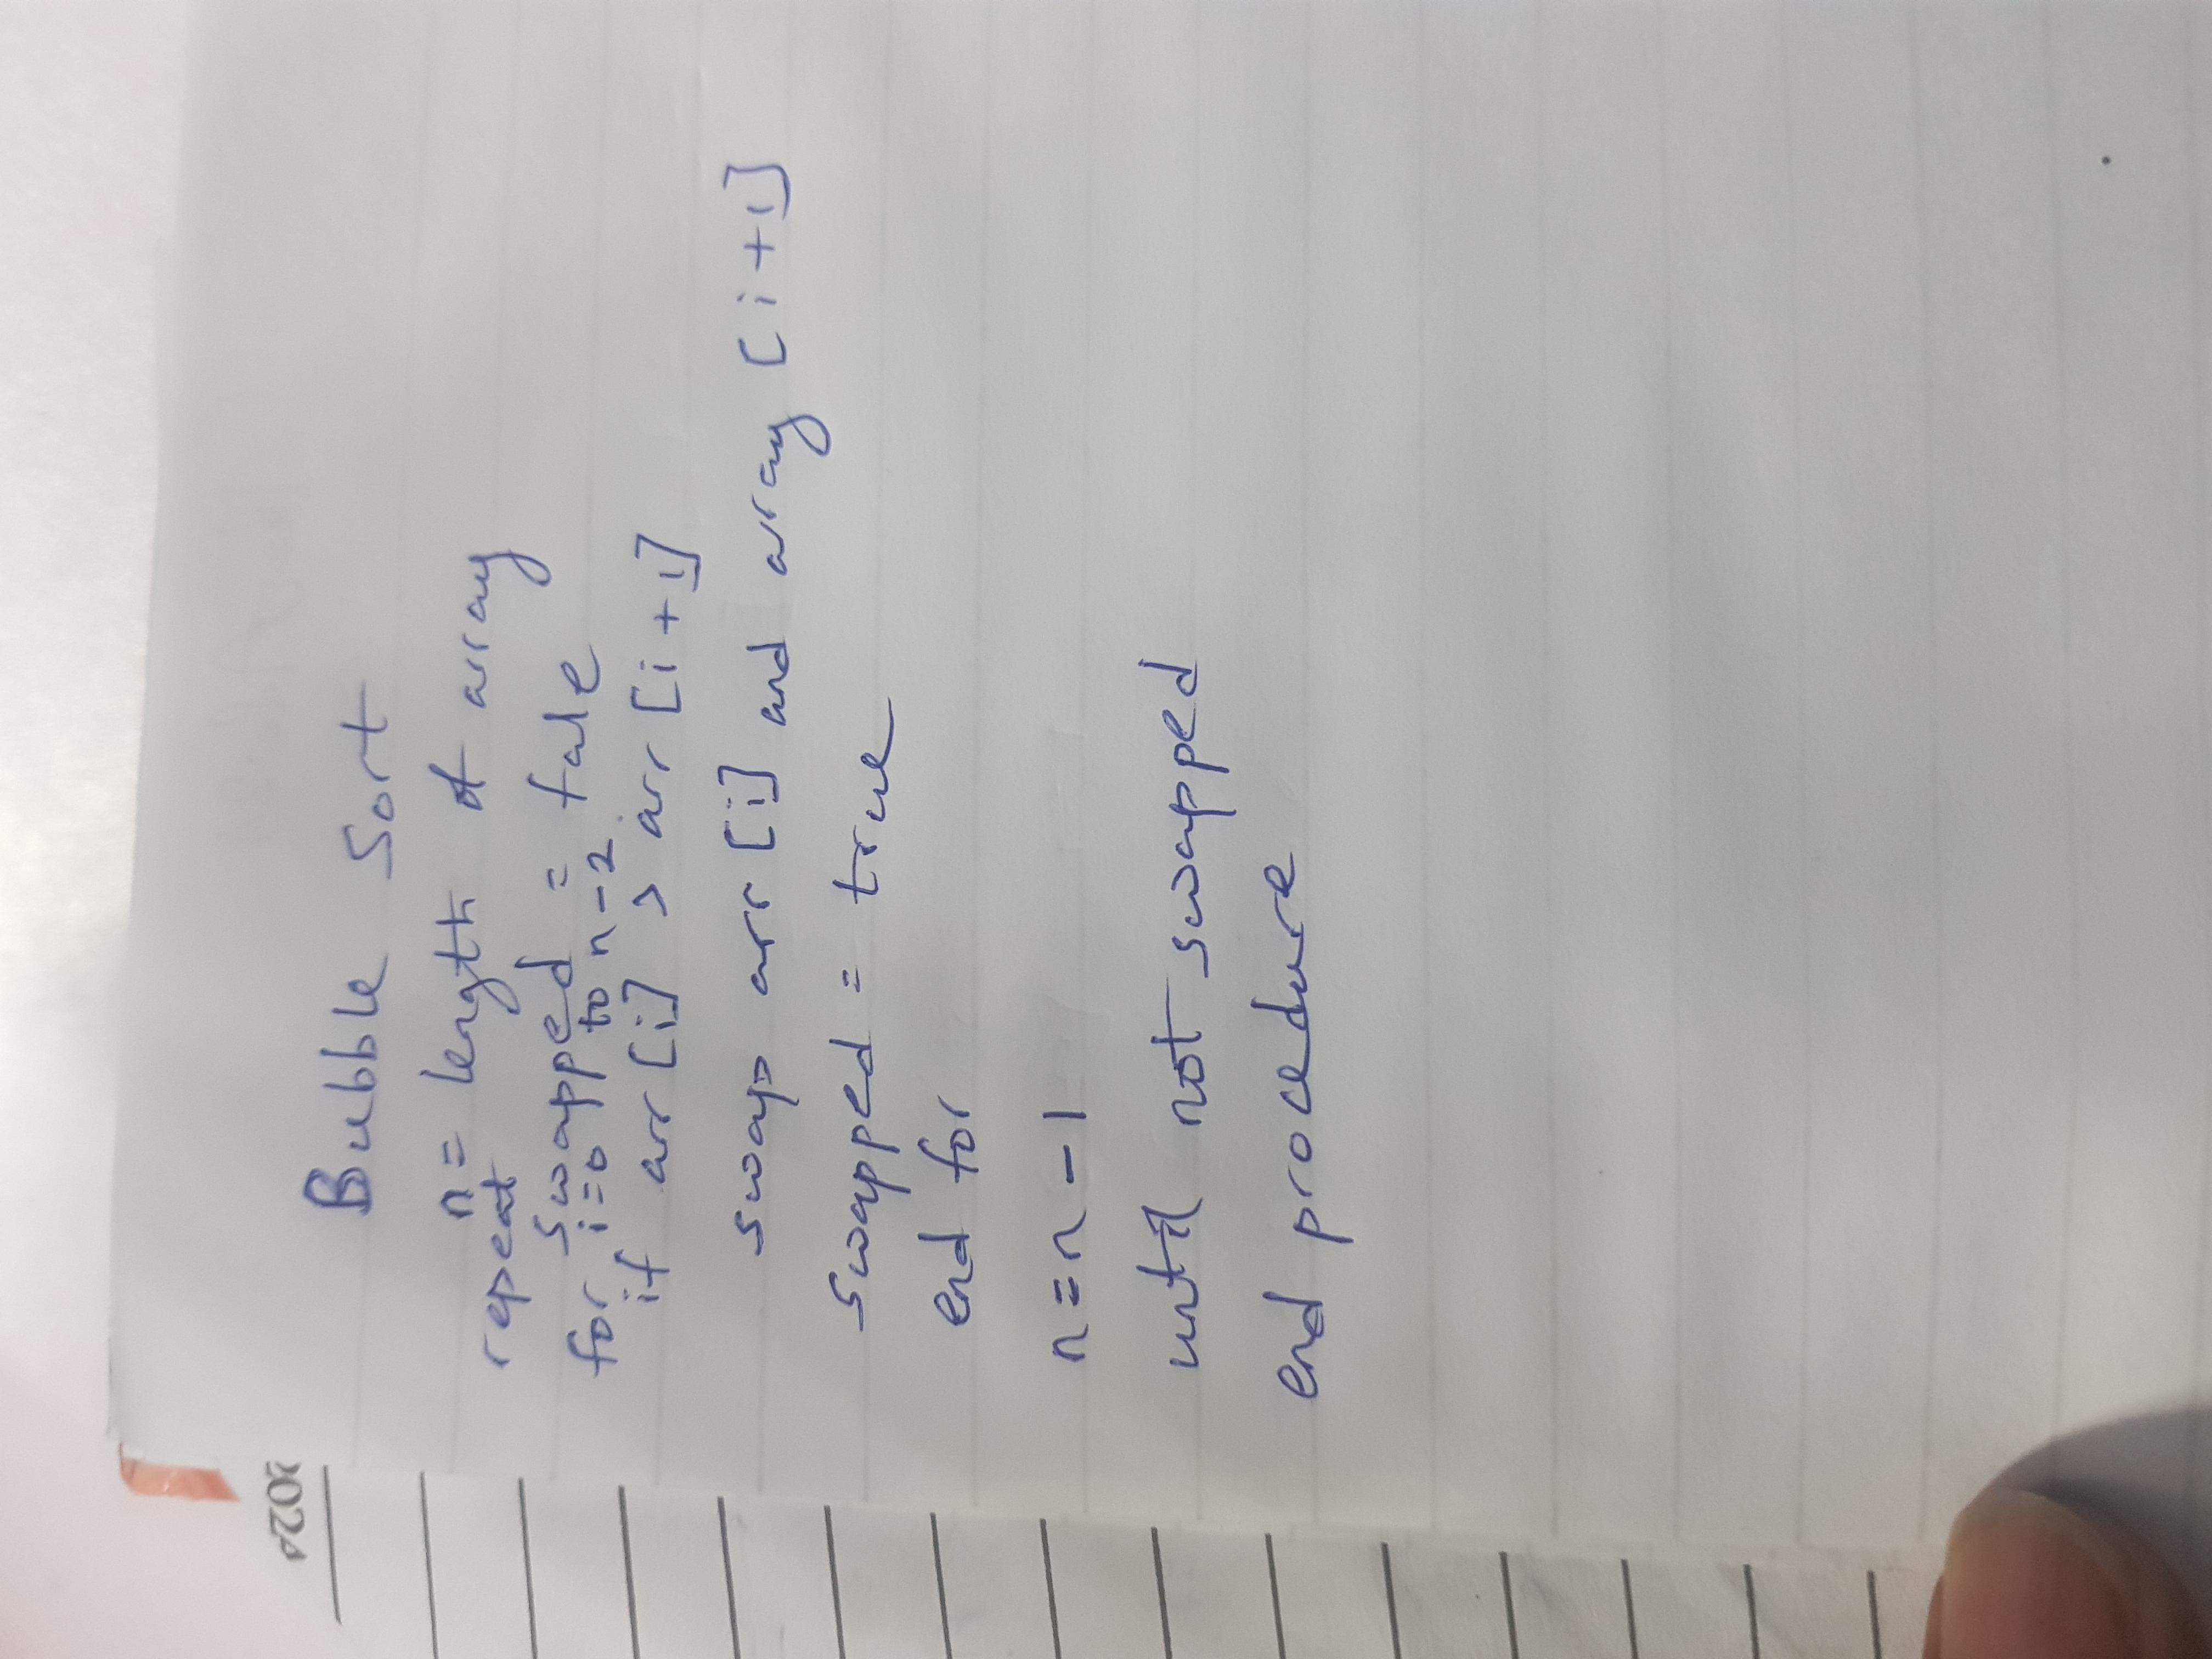 2024
Bubble Sort
n = length of array
repeat
swapped = fale
for i=0 to n-2
if arr [i] > arr [i+1]
swap arr [i] and array [i+1]
swapped = true
end for
n=n-1
until not swapped
end procedure